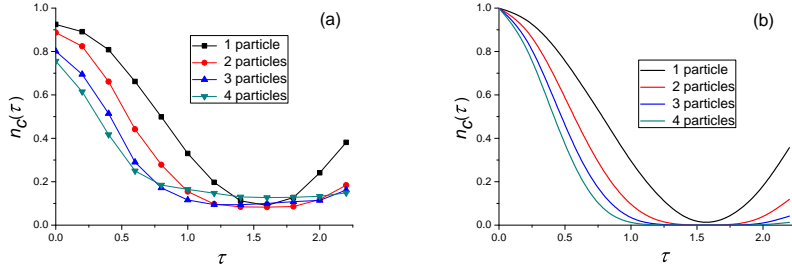 (a)
1 particle
2 particles
3 particles
4 particles
n_C(τ)
1.0
0.8
0.6
0.4
0.2
0.0
0.0 0.5 1.0 1.5 2.0
τ
(b)
1 particle
2 particles
3 particles
4 particles
n_C(τ)
1.0
0.8
0.6
0.4
0.2
0.0
0.0 0.5 1.0 1.5 2.0
τ